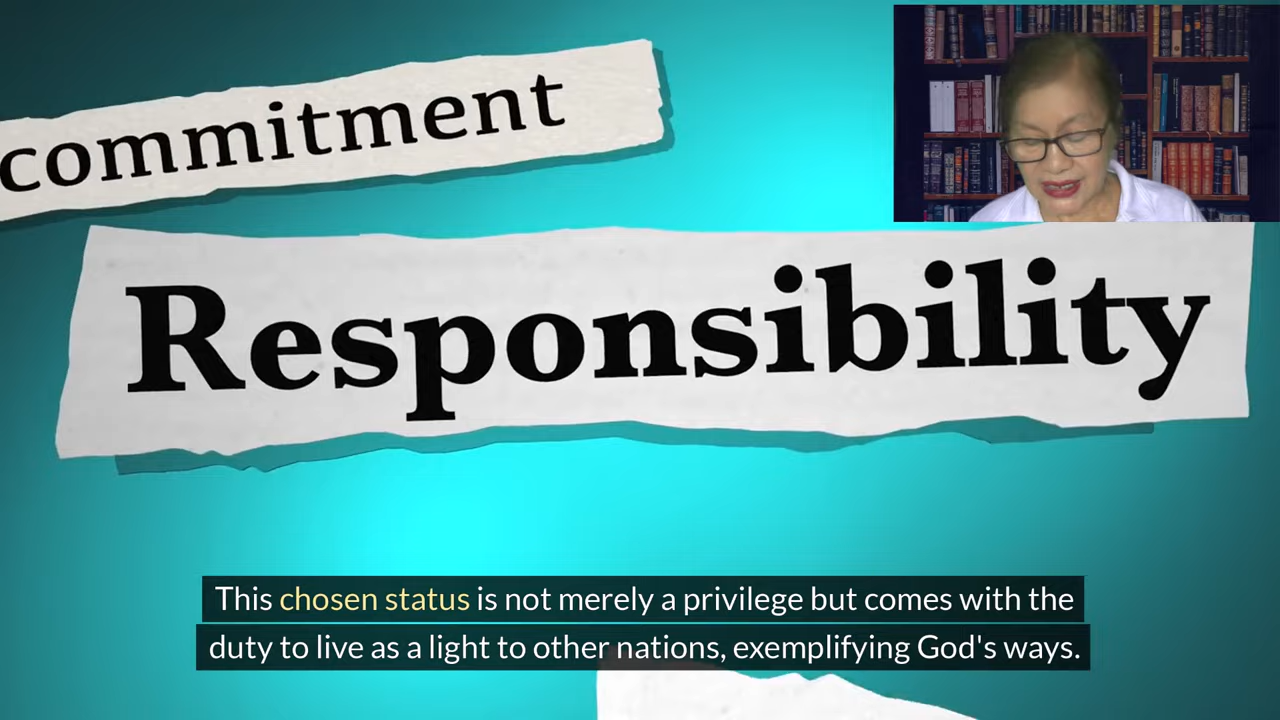 commitment
Responsibility
This chosen status is not merely a privilege but comes with the
duty to live as a light to other nations, exemplifying God's ways.